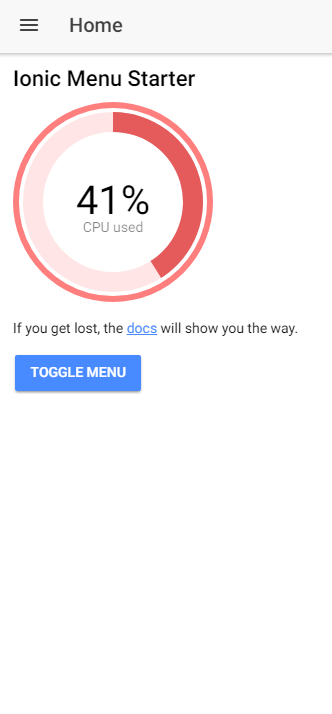 Home
Ionic Menu Starter
41%
CPU used
If you get lost, the docs will show you the way.
TOGGLE MENU